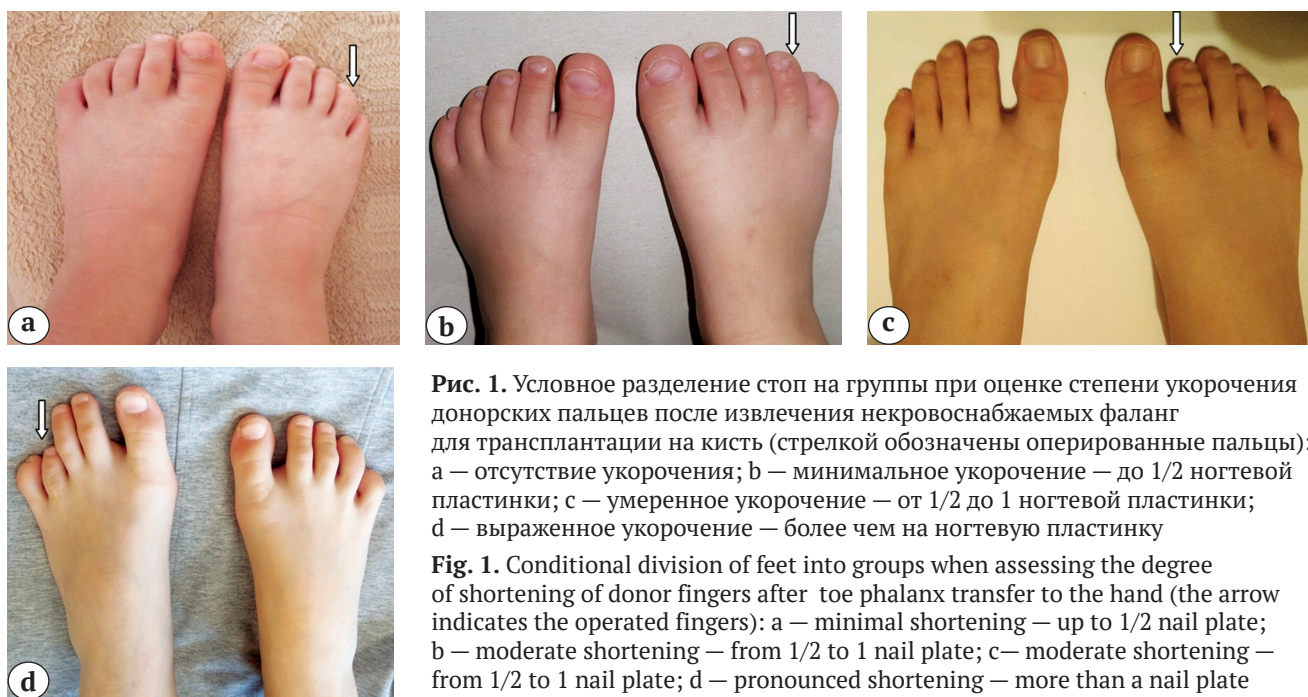 a
b
c
d
Рис. 1. Условное разделение стоп на группы при оценке степени укорочения
донорских пальцев после извлечения некровоснабжаемых фаланг
для трансплантации на кисть (стрелкой обозначены оперированные пальцы):
a — отсутствие укорочения; b — минимальное укорочение — до 1/2 ногтевой
пластинки; c — умеренное укорочение — от 1/2 до 1 ногтевой пластинки;
d — выраженное укорочение — более чем на ногтевую пластинку
Fig. 1. Conditional division of feet into groups when assessing the degree
of shortening of donor fingers after toe phalanx transfer to the hand (the arrow
indicates the operated fingers): a — minimal shortening — up to 1/2 nail plate;
b — moderate shortening — from 1/2 to 1 nail plate; c— moderate shortening —
from 1/2 to 1 nail plate; d — pronounced shortening — more than a nail plate